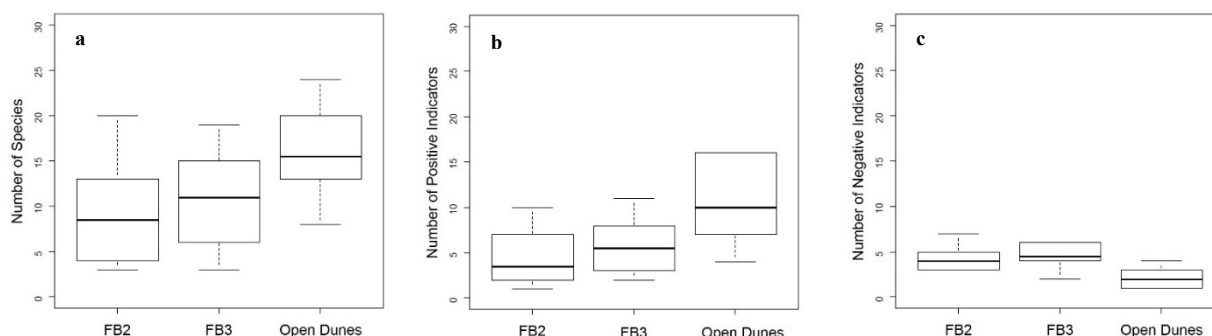 a
Number of Species
30
25
20
15
10
5
0
FB2 FB3 Open Dunes
b
Number of Positive Indicators
30
25
20
15
10
5
0
FB2 FB3 Open Dunes
c
Number of Negative Indicators
30
25
20
15
10
5
0
FB2 FB3 Open Dunes